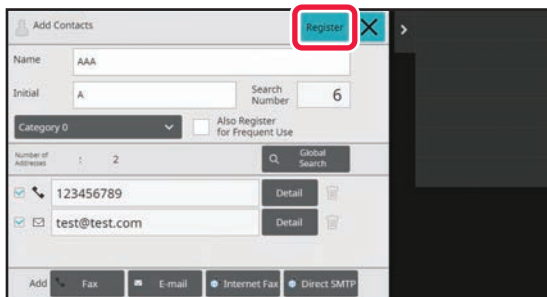 Add Contacts
Register
Name AAA
Initial A Search Number 6
Category 0 Also Register for Frequent Use
Number of Addresses : 2 Global Search
123456789 Detail
test@test.com Detail
Add Fax E-mail Internet Fax Direct SMTP